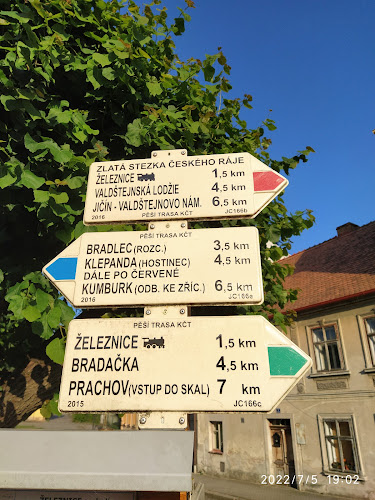 ZLATÁ STEZKA ČESKÉHO RÁJE
ŽELEZNICE 1,5 km
VALDŠTEJNSKÁ LODŽIE 4,5 km
JIČÍN - VALDŠTEJNOVO NÁM. 6,5 km
2016 PĚŠÍ TRASA KČT JC166b
PĚŠÍ TRASA KČT
BRADLEC (ROZC.) 3,5 km
KLEPANDA (HOSTINEC) 4,5 km
DÁLE PO ČERVENÉ
KUMBURK (ODB. KE ZŘÍC.) 6,5 km
2016 JC166a
PĚŠÍ TRASA KČT
ŽELEZNICE 1,5 km
BRADAČKA 4,5 km
PRACHOV (VSTUP DO SKAL) 7 km
2015 JC166c
2022/7/5 19:02
ŽELEZNICE